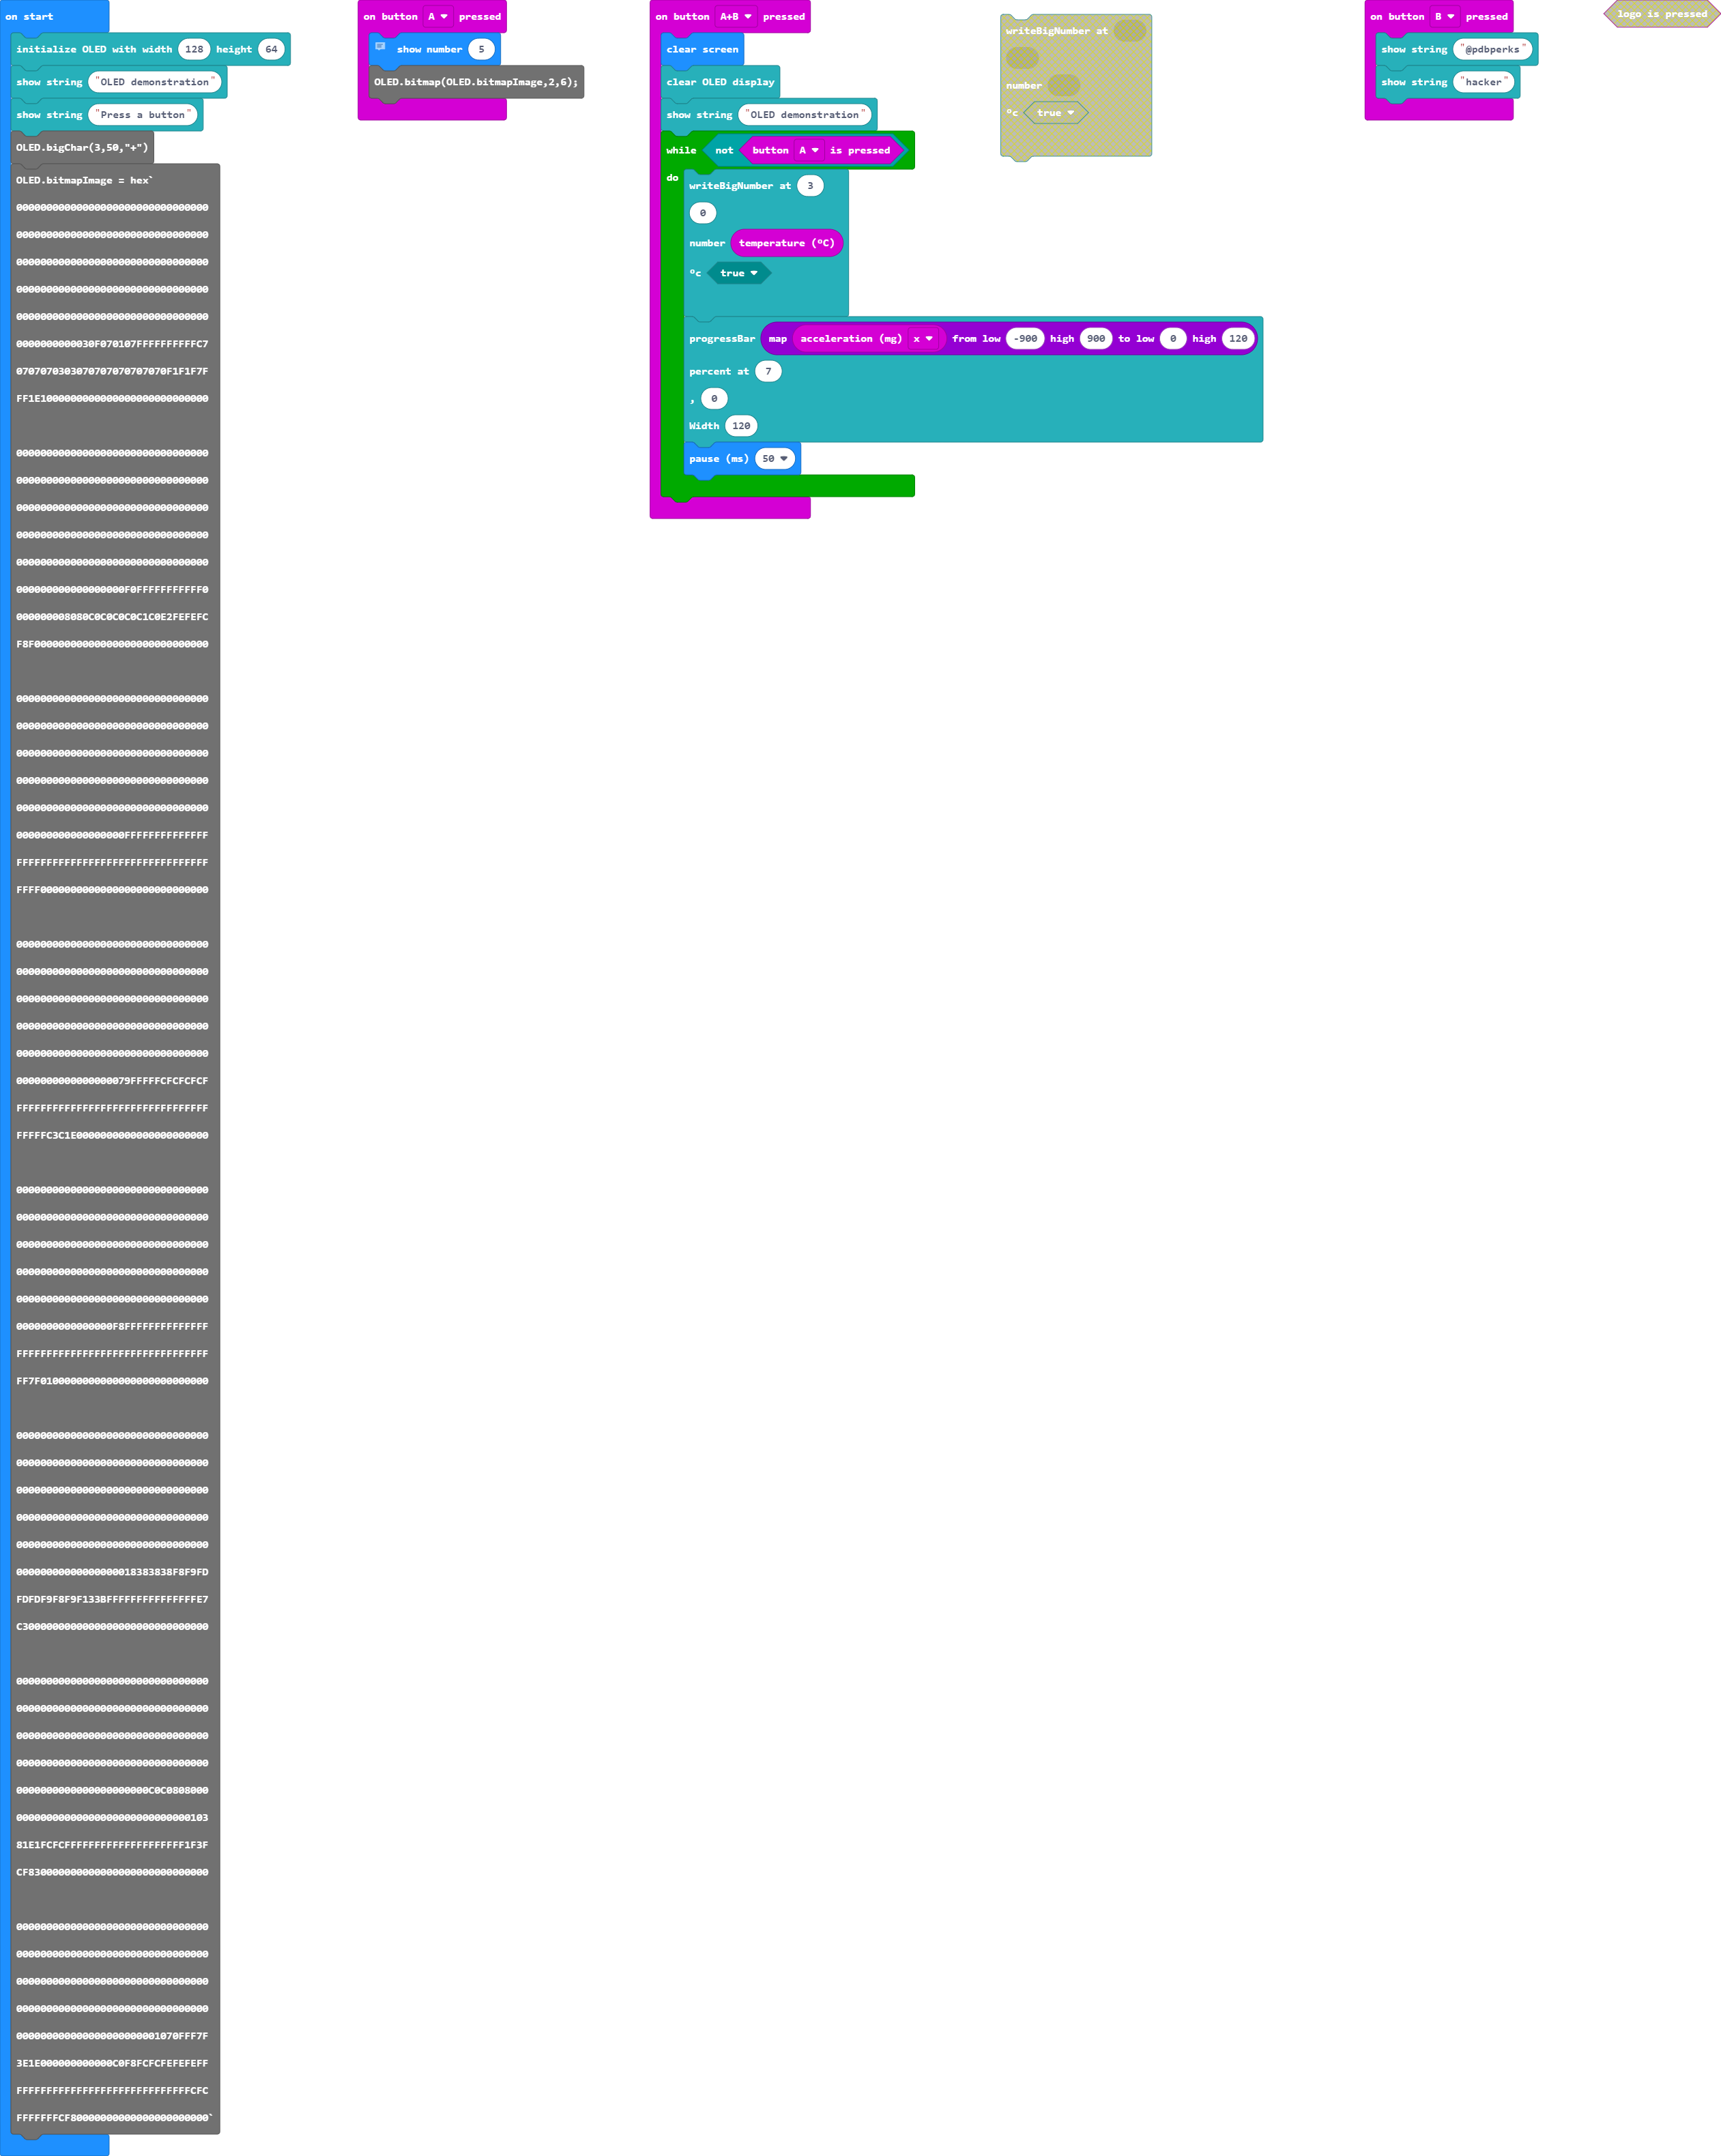 on start
initialize OLED with width 128 height 64
show string "OLED demonstration"
show string "Press a button"
OLED.bigChar(3,50,"+")
OLED.bitmapImage = hex`
00000000000000000000000000000000
00000000000000000000000000000000
00000000000000000000000000000000
00000000000000000000000000000000
00000000000000000000000000000000
0000000000030F070107FFFFFFFFFFC7
07070703030707070707070F1F1F7F
FF1E1000000000000000000000000000
00000000000000000000000000000000
00000000000000000000000000000000
00000000000000000000000000000000
00000000000000000000000000000000
00000000000000000000000000000000
000000000000000000F0FFFFFFFFFFF0
000000008080C0C0C0C0C1C0E2FEFEFC
F8F00000000000000000000000000000
00000000000000000000000000000000
00000000000000000000000000000000
00000000000000000000000000000000
00000000000000000000000000000000
00000000000000000000000000000000
000000000000000000FFFFFFFFFFFFFF
FFFFFFFFFFFFFFFFFFFFFFFFFFFFFFFF
FFFF0000000000000000000000000000
00000000000000000000000000000000
00000000000000000000000000000000
00000000000000000000000000000000
00000000000000000000000000000000
00000000000000000000000000000000
00000000000000000079FFFFFCFCFCFCF
FFFFFFFFFFFFFFFFFFFFFFFFFFFFFFFF
FFFFFC3C1E0000000000000000000000
00000000000000000000000000000000
00000000000000000000000000000000
00000000000000000000000000000000
00000000000000000000000000000000
00000000000000000000000000000000
0000000000000000F8FFFFFFFFFFFFFF
FFFFFFFFFFFFFFFFFFFFFFFFFFFFFFFF
FF7F0100000000000000000000000000
00000000000000000000000000000000
00000000000000000000000000000000
00000000000000000000000000000000
00000000000000000000000000000000
00000000000000000000000000000000
00000000000000000018383838F8F9FD
FDFDF9F8F9F133BFFFFFFFFFFFFFFFE7
C3000000000000000000000000000000
00000000000000000000000000000000
00000000000000000000000000000000
00000000000000000000000000000000
00000000000000000000000000000000
0000000000000000000000C0C0808000
00000000000000000000000000000103
81E1FCFCFFFFFFFFFFFFFFFFFFFF1F3F
CF830000000000000000000000000000
00000000000000000000000000000000
00000000000000000000000000000000
00000000000000000000000000000000
00000000000000000000000000000000
00000000000000000000001070FFF7F
3E1E000000000000C0F8FCFCFEFEFEFF
FFFFFFFFFFFFFFFFFFFFFFFFFFFFFCFC
FFFFFFFCF80000000000000000000000`
on button A pressed
show number 5
OLED.bitmap(OLED.bitmapImage,2,6);
on button A+B pressed
clear screen
clear OLED display
show string "OLED demonstration"
while not button A is pressed
do
writeBigNumber at 3
0
number temperature (ºC)
ºc true
progressBar map acceleration (mg) x from low -900 high 900 to low 0 high 120
percent at 7
, 0
Width 120
pause (ms) 50
writeBigNumber at
number
ºc true
on button B pressed
show string "@pdbperks"
show string "hacker"
logo is pressed